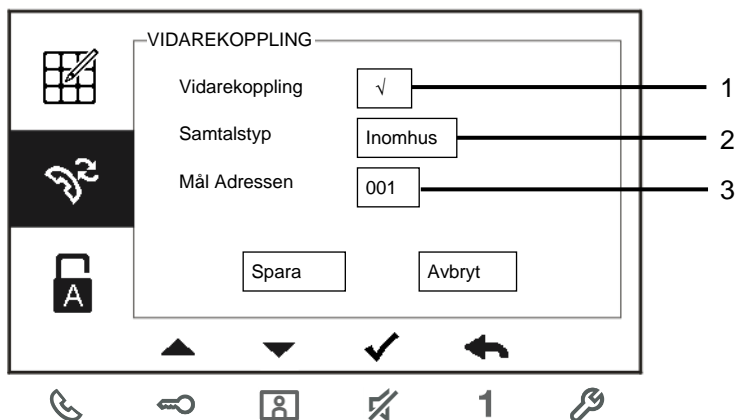 VIDAREKOPPLING
Vidarekoppling √ 1
Samtalstyp Inomhus 2
Mål Adressen 001 3
Spara Avbryt
A
1